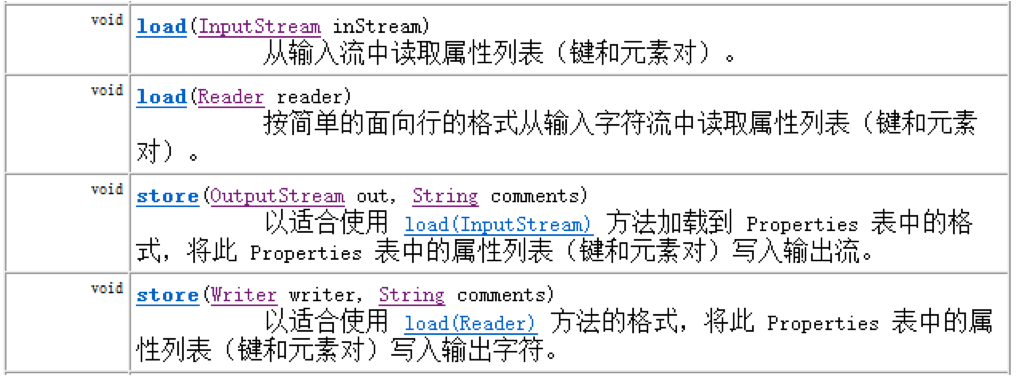 void load(InputStream inStream)
从输入流中读取属性列表（键和元素对）。
void load(Reader reader)
按简单的面向行的格式从输入字符流中读取属性列表（键和元素
对）。
void store(OutputStream out, String comments)
以适合使用 load(InputStream) 方法加载到 Properties 表中的格
式，将此 Properties 表中的属性列表（键和元素对）写入输出流。
void store(Writer writer, String comments)
以适合使用 load(Reader) 方法的格式，将此 Properties 表中的属
性列表（键和元素对）写入输出字符。